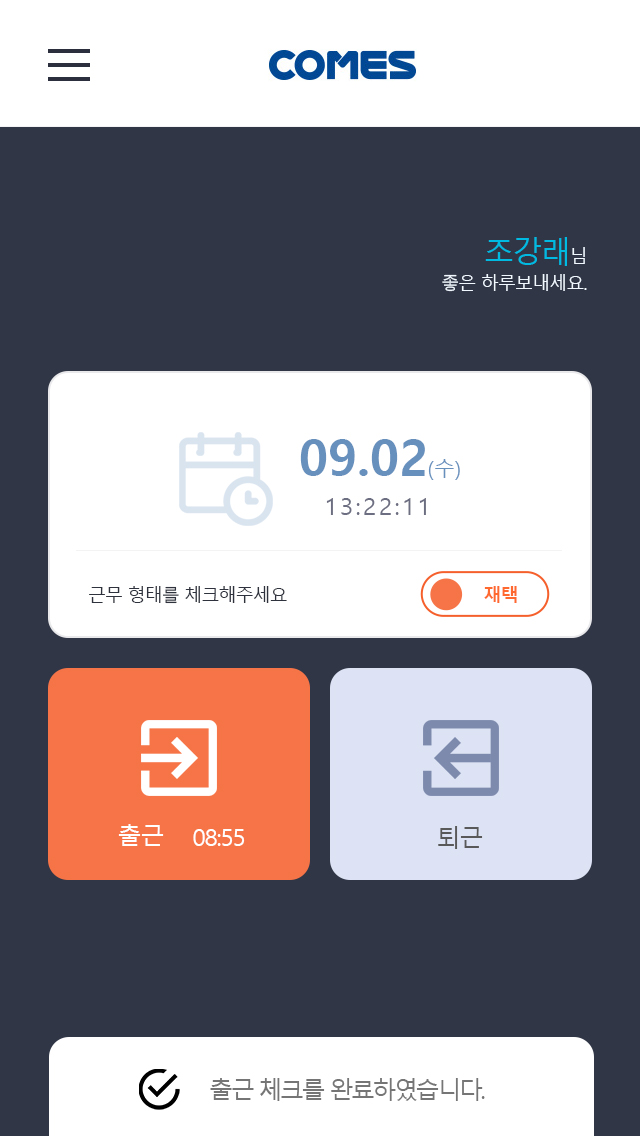 COMES
조강래님
좋은 하루보내세요.
09.02(수)
13:22:11
근무 형태를 체크해주세요
재택
출근 08:55
퇴근
출근 체크를 완료하였습니다.